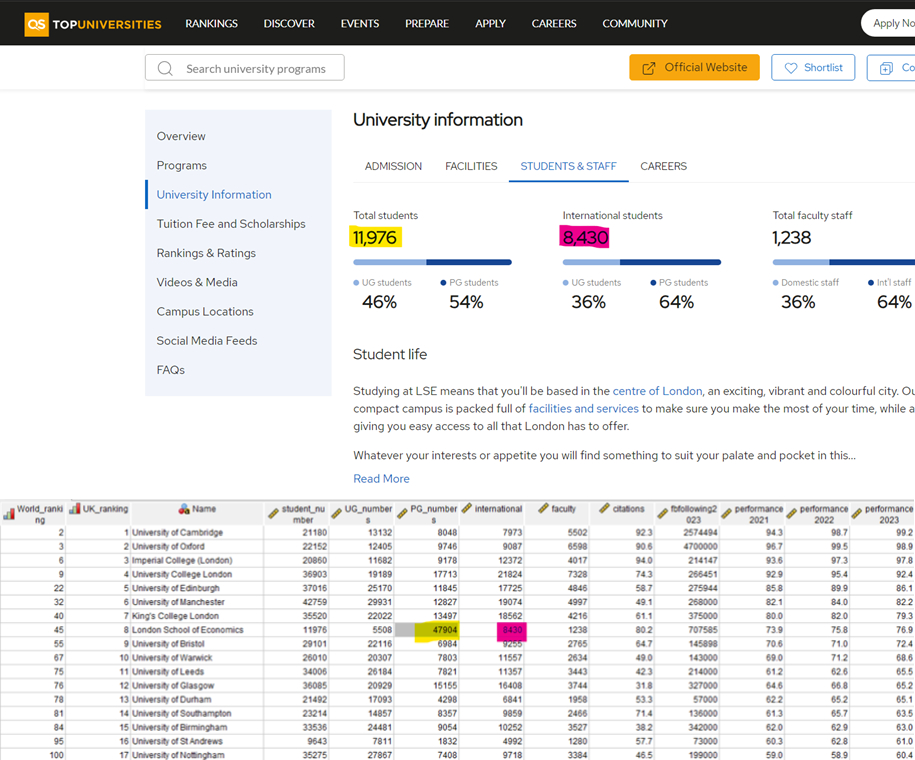 QS TOPUNIVERSITIES RANKINGS DISCOVER EVENTS PREPARE APPLY CAREERS COMMUNITY Apply No
Search university programs Official Website Shortlist Co
Overview
Programs
University Information
Tuition Fee and Scholarships
Rankings & Ratings
Videos & Media
Campus Locations
Social Media Feeds
FAQs
University information
ADMISSION FACILITIES STUDENTS & STAFF CAREERS
Total students International students Total faculty staff
11,976 8,430 1,238
UG students PG students UG students PG students Domestic staff Int'l staff
46% 54% 36% 64% 36% 64%
Student life
Studying at LSE means that you'll be based in the centre of London, an exciting, vibrant and colourful city. Ou
compact campus is packed full of facilities and services to make sure you make the most of your time, while a
giving you easy access to all that London has to offer.
Whatever your interests or appetite you will find something to suit your palate and pocket in this...
Read More
World_ranki UK_ranking Name student_nu UG_number PG_number international faculty citations fbfollowing2 performance performance performance
ng mber s s 023 2021 2022 2023
2 1 University of Cambridge 21180 13132 8048 7973 5502 92.3 2574494 94.3 98.7 99.2
3 2 University of Oxford 22152 12405 9746 9087 6598 90.6 4700000 96.7 99.5 98.9
6 3 Imperial College (London) 20860 11682 9178 12372 4017 94.0 214147 93.6 97.3 97.8
9 4 University College London 36903 19189 17713 21824 7328 74.3 266451 92.9 95.4 92.4
22 5 University of Edinburgh 37016 25170 11845 17725 4846 58.7 275944 85.8 89.9 86.1
32 6 University of Manchester 42759 29931 12827 19074 4997 49.1 268000 82.1 84.0 82.2
40 7 King's College London 35520 22022 13497 18562 4216 61.1 375000 80.0 82.0 79.3
45 8 London School of Economics 11976 5508 47904 8430 1238 80.2 707585 73.9 75.8 76.9
55 9 University of Bristol 29101 22116 6984 9255 2765 64.7 145898 70.6 71.0 72.4
67 10 University of Warwick 26010 20307 7803 11557 2634 49.0 143000 69.0 71.2 68.6
75 11 University of Leeds 34006 26184 7821 11357 3443 42.3 214000 61.2 62.6 65.5
76 12 University of Glasgow 36085 20929 15155 16408 3744 31.8 327000 64.6 66.8 65.2
78 13 University of Durham 21492 17093 4298 6841 1958 53.3 57000 62.2 65.2 65.1
81 14 University of Southampton 23214 14857 8357 9859 2466 71.4 136000 61.3 65.7 63.5
84 15 University of Birmingham 33536 24481 9054 10252 3527 38.2 342000 62.0 62.9 63.0
95 16 University of St Andrews 9643 7811 1832 4992 1280 57.7 73000 60.3 62.8 61.0
100 17 University of Nottingham 35275 27867 7408 9718 3384 46.5 199000 59.0 58.9 60.4